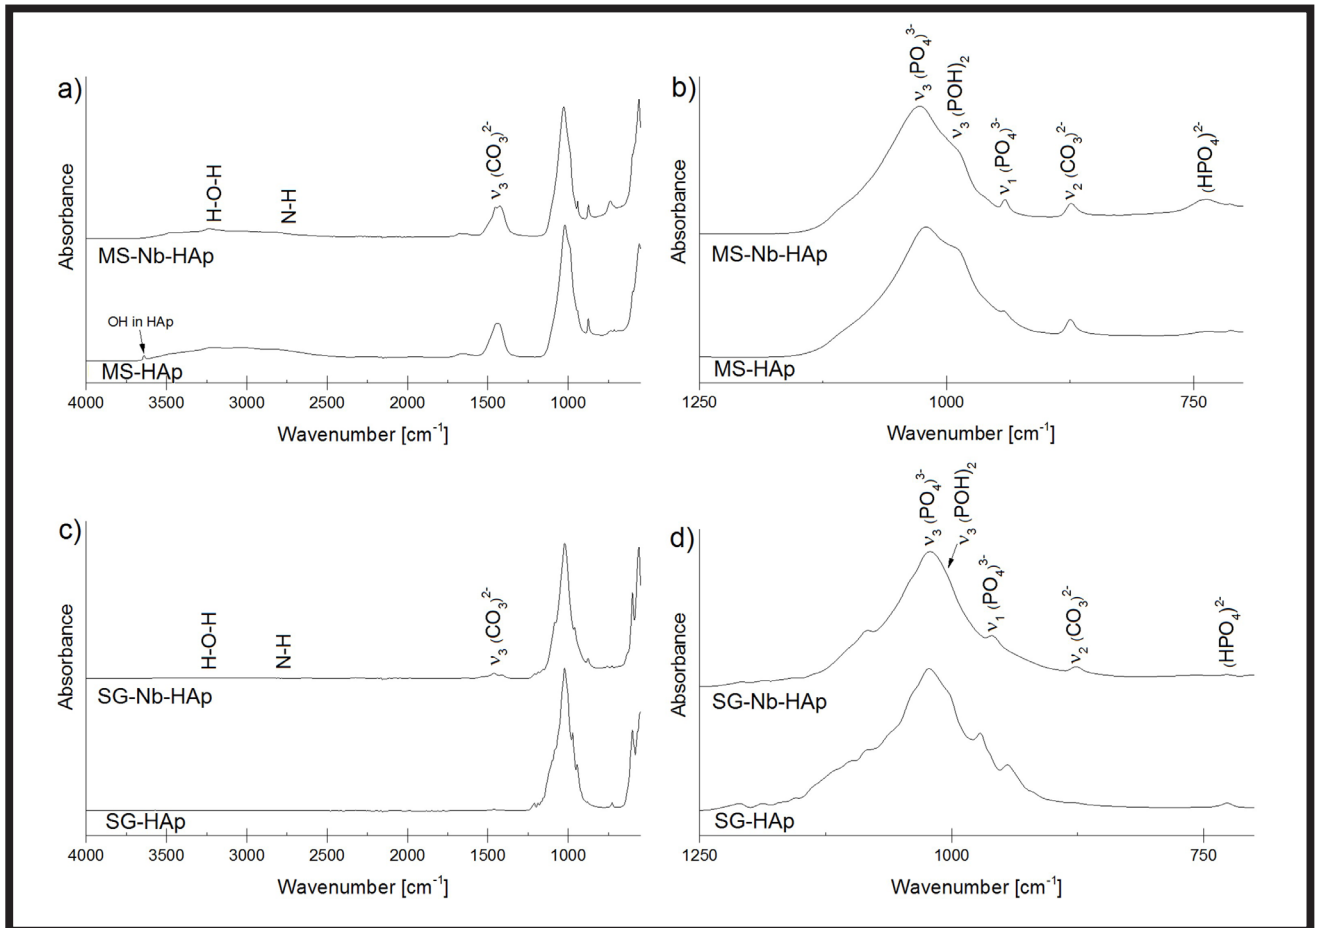 a)
Absorbance
H-O-H
N-H
ν₃ (CO₃)²⁻
MS-Nb-HAp
OH in HAp
MS-HAp
4000 3500 3000 2500 2000 1500 1000
Wavenumber [cm⁻¹]
b)
Absorbance
ν₃ (PO₄)³⁻
ν₃ (POH)₂
ν₁ (PO₄)³⁻
ν₂ (CO₃)²⁻
(HPO₄)²⁻
MS-Nb-HAp
MS-HAp
1250 1000 750
Wavenumber [cm⁻¹]
c)
Absorbance
H-O-H
N-H
ν₃ (CO₃)²⁻
SG-Nb-HAp
SG-HAp
4000 3500 3000 2500 2000 1500 1000
Wavenumber [cm⁻¹]
d)
Absorbance
ν₃ (PO₄)³⁻
ν₃ (POH)₂
ν₁ (PO₄)³⁻
ν₂ (CO₃)²⁻
(HPO₄)²⁻
SG-Nb-HAp
SG-HAp
1250 1000 750
Wavenumber [cm⁻¹]